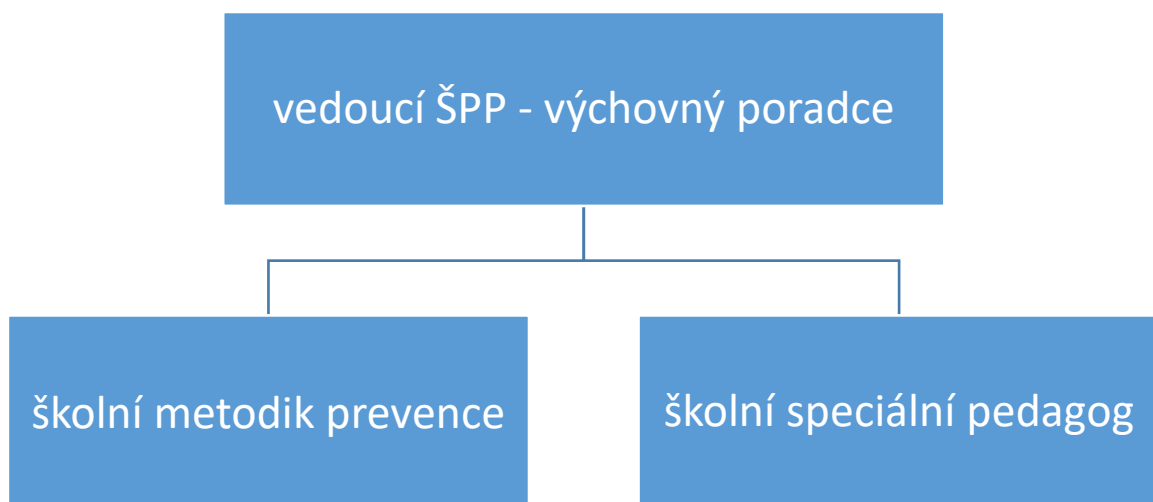 vedoucí ŠPP - výchovný poradce
školní metodik prevence
školní speciální pedagog